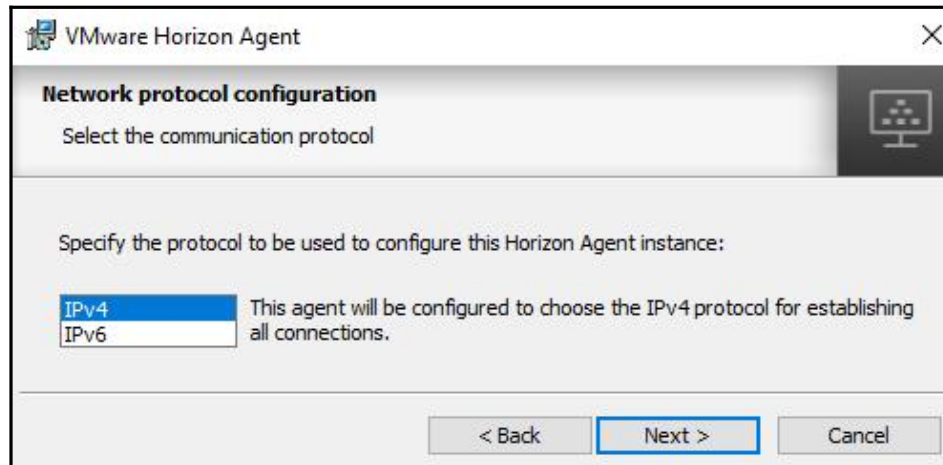 VMware Horizon Agent
Network protocol configuration
Select the communication protocol
Specify the protocol to be used to configure this Horizon Agent instance:
IPv4
IPv6
This agent will be configured to choose the IPv4 protocol for establishing
all connections.
< Back
Next >
Cancel